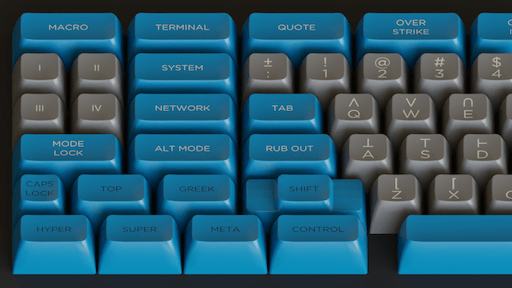 MACRO TERMINAL QUOTE OVER STRIKE
I II SYSTEM ± : ! 1 @ 2 # 3 $ 4
III IV NETWORK TAB ∧ Q ∨ W ∩ E
MODE LOCK ALT MODE RUB OUT ⊥ A ⊤ S ⊢ D
CAPS LOCK TOP GREEK SHIFT ⌊ Z ⌈ X
HYPER SUPER META CONTROL